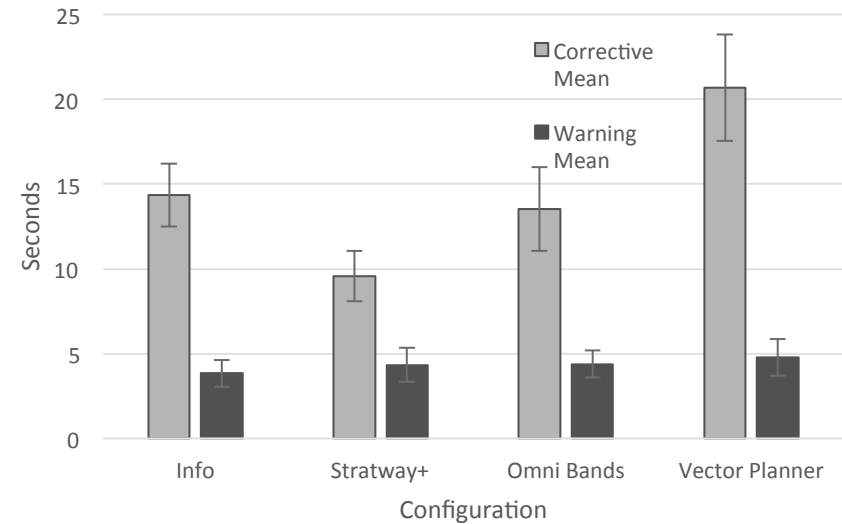 25
20
15
10
5
0
Seconds
Corrective
Mean
Warning
Mean
Info
Stratway+
Omni Bands
Vector Planner
Configuration